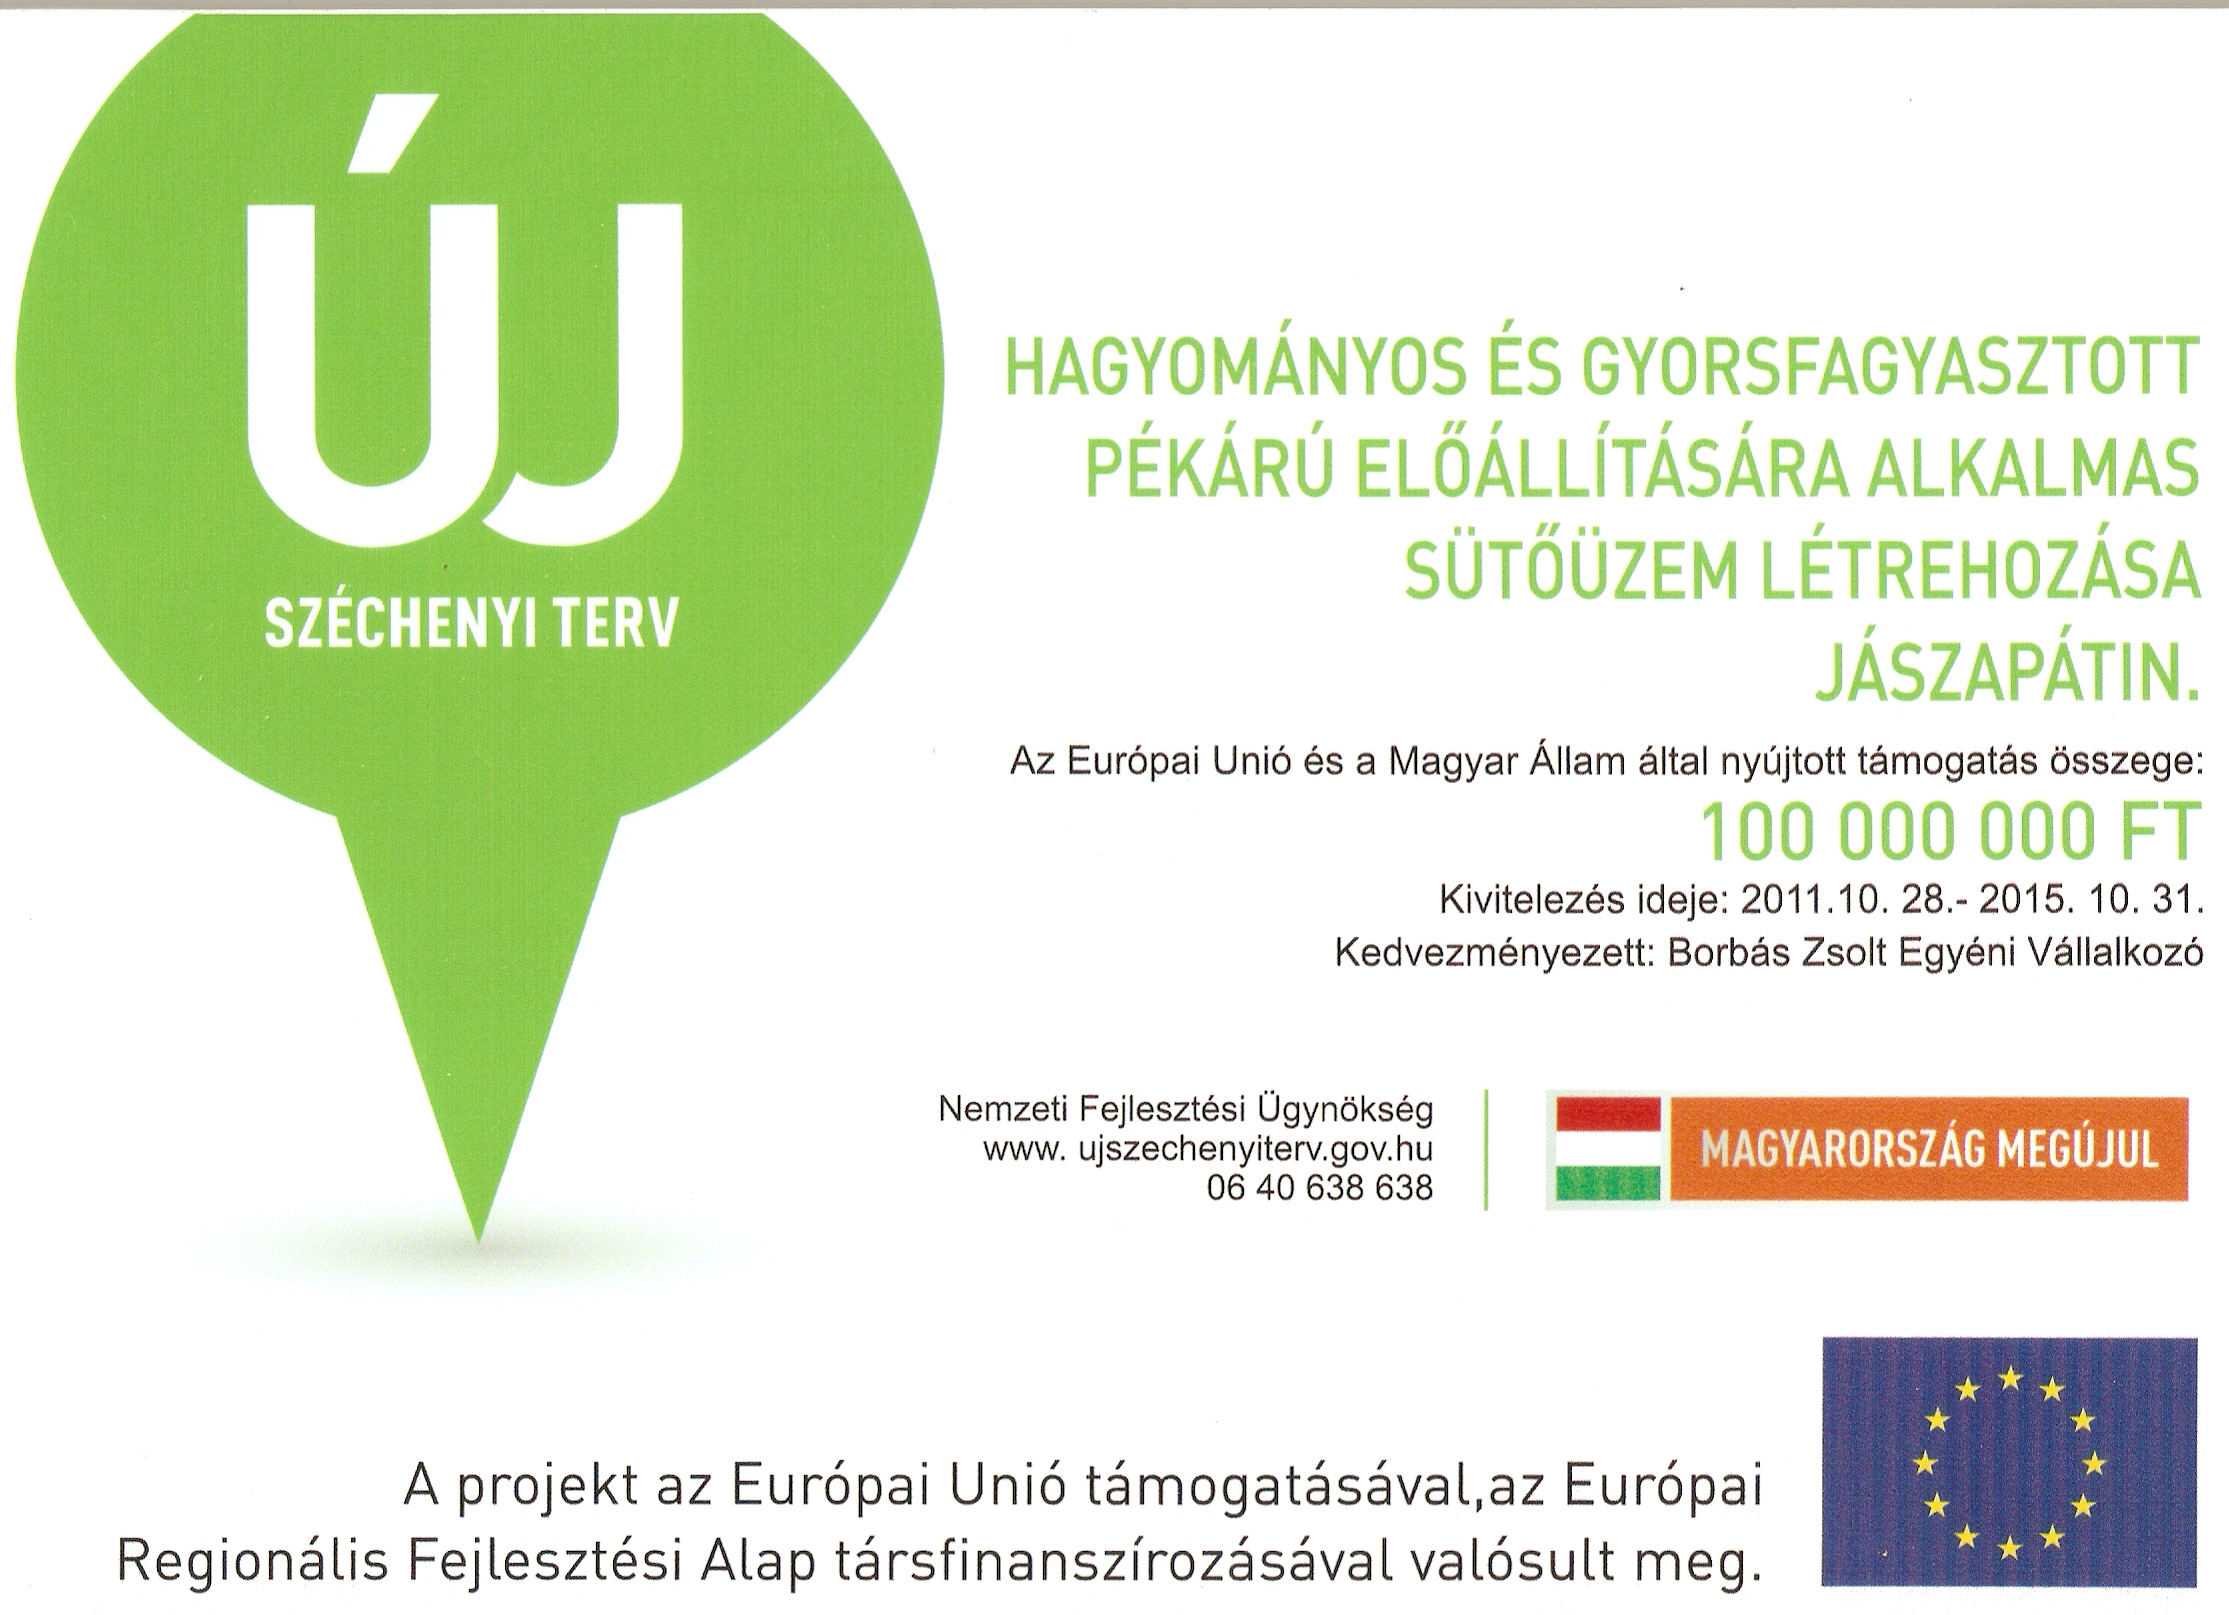 ÚJ
SZÉCHENYI TERV
HAGYOMÁNYOS ÉS GYORSFAGYASZTOTT
PÉKÁRÚ ELŐÁLLÍTÁSÁRA ALKALMAS
SÜTŐÜZEM LÉTREHOZÁSA
JÁSZAPÁTIN.
Az Európai Unió és a Magyar Állam által nyújtott támogatás összege:
100 000 000 FT
Kivitelezés ideje: 2011.10. 28.- 2015. 10. 31.
Kedvezményezett: Borbás Zsolt Egyéni Vállalkozó
Nemzeti Fejlesztési Ügynökség
www. ujszechenyiterv.gov.hu
06 40 638 638
MAGYARORSZÁG MEGÚJUL
A projekt az Európai Unió támogatásával,az Európai
Regionális Fejlesztési Alap társfinanszírozásával valósult meg.